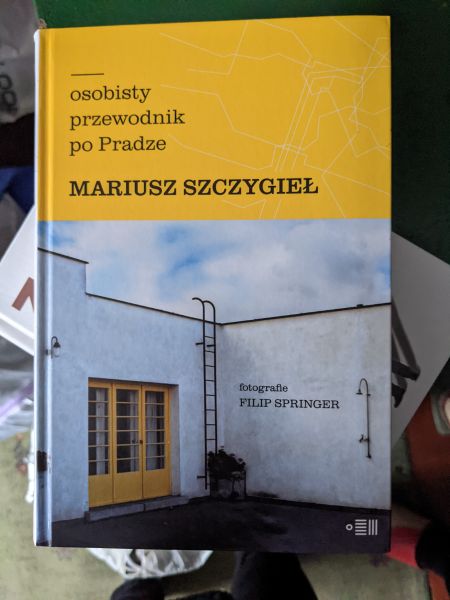 osobisty
przewodnik
po Pradze
MARIUSZ SZCZYGIEŁ
fotografie
FILIP SPRINGER